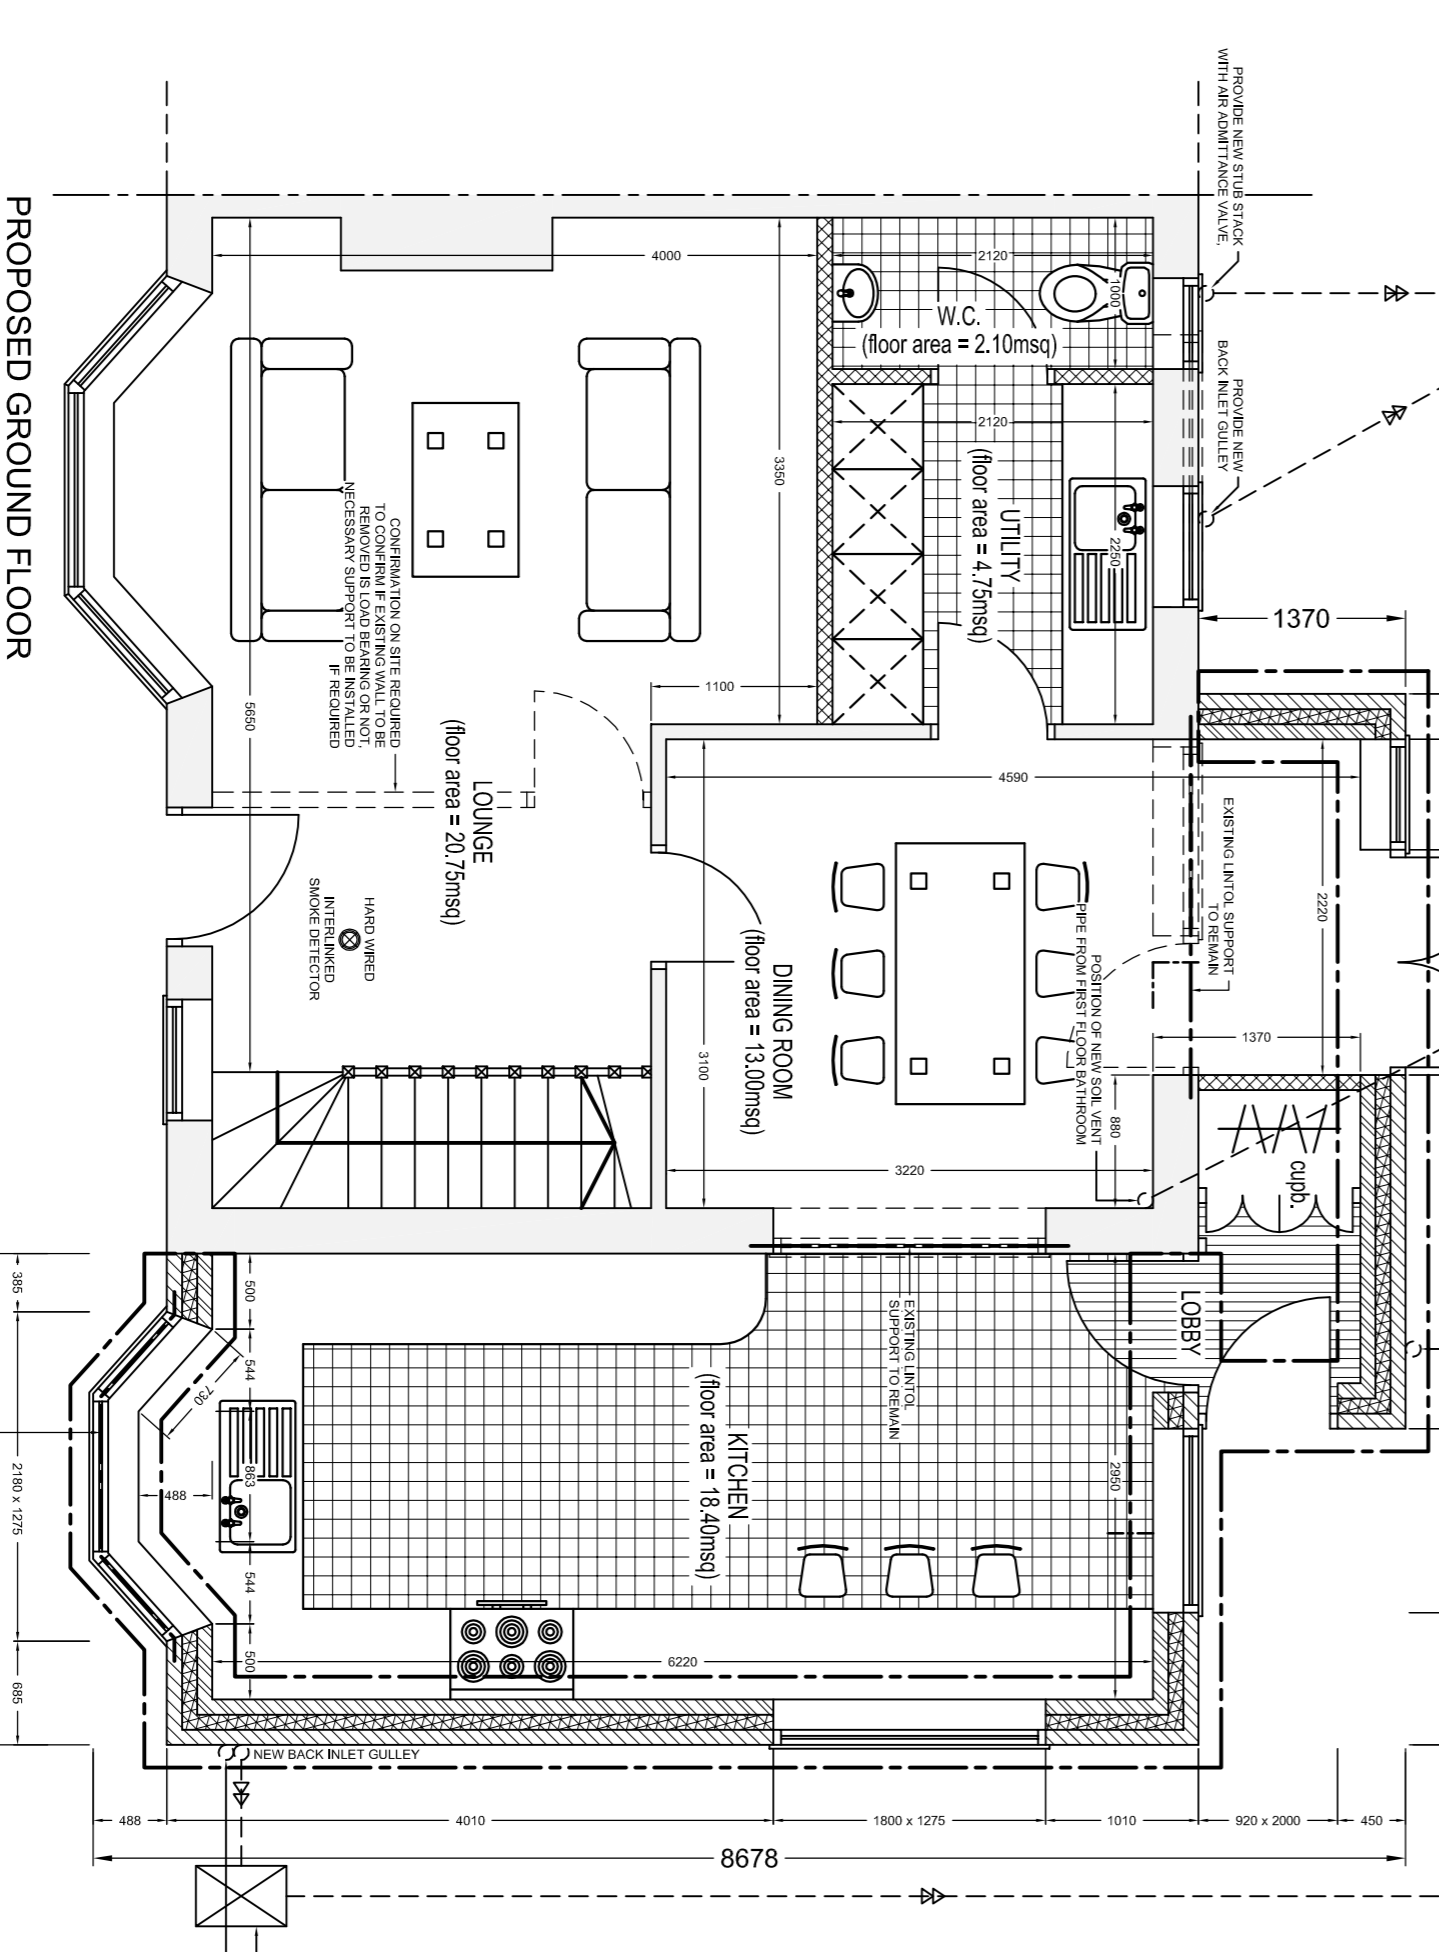 PROPOSED GROUND FLOOR
PROVIDE NEW STUB STACK
WITH AIR ADMITTANCE VALVE,
PROVIDE NEW
BACK INLET GULLEY
4000
2120
1000
W.C.
(floor area = 2.10msq)
2120
3350
UTILITY
(floor area = 4.75msq)
2250
1370
CONFIRMATION ON SITE REQUIRED
TO CONFIRM IF EXISTING WALL TO BE
REMOVED IS LOAD BEARING OR NOT,
NECESSARY SUPPORT TO BE INSTALLED
IF REQUIRED
1100
5650
LOUNGE
(floor area = 20.75msq)
4590
EXISTING LINTOL SUPPORT
TO REMAIN
2220
HARD WIRED
INTERLINKED
SMOKE DETECTOR
DINING ROOM
(floor area = 13.00msq)
POSITION OF NEW SOIL VENT
PIPE FROM FIRST FLOOR BATHROOM
1370
3100
880
3220
cupb.
LOBBY
EXISTING LINTOL
SUPPORT TO REMAIN
385
500
544
730
863
488
544
500
2180 x 1275
685
KITCHEN
(floor area = 18.40msq)
2950
6220
NEW BACK INLET GULLEY
488
4010
1800 x 1275
1010
920 x 2000
450
8678